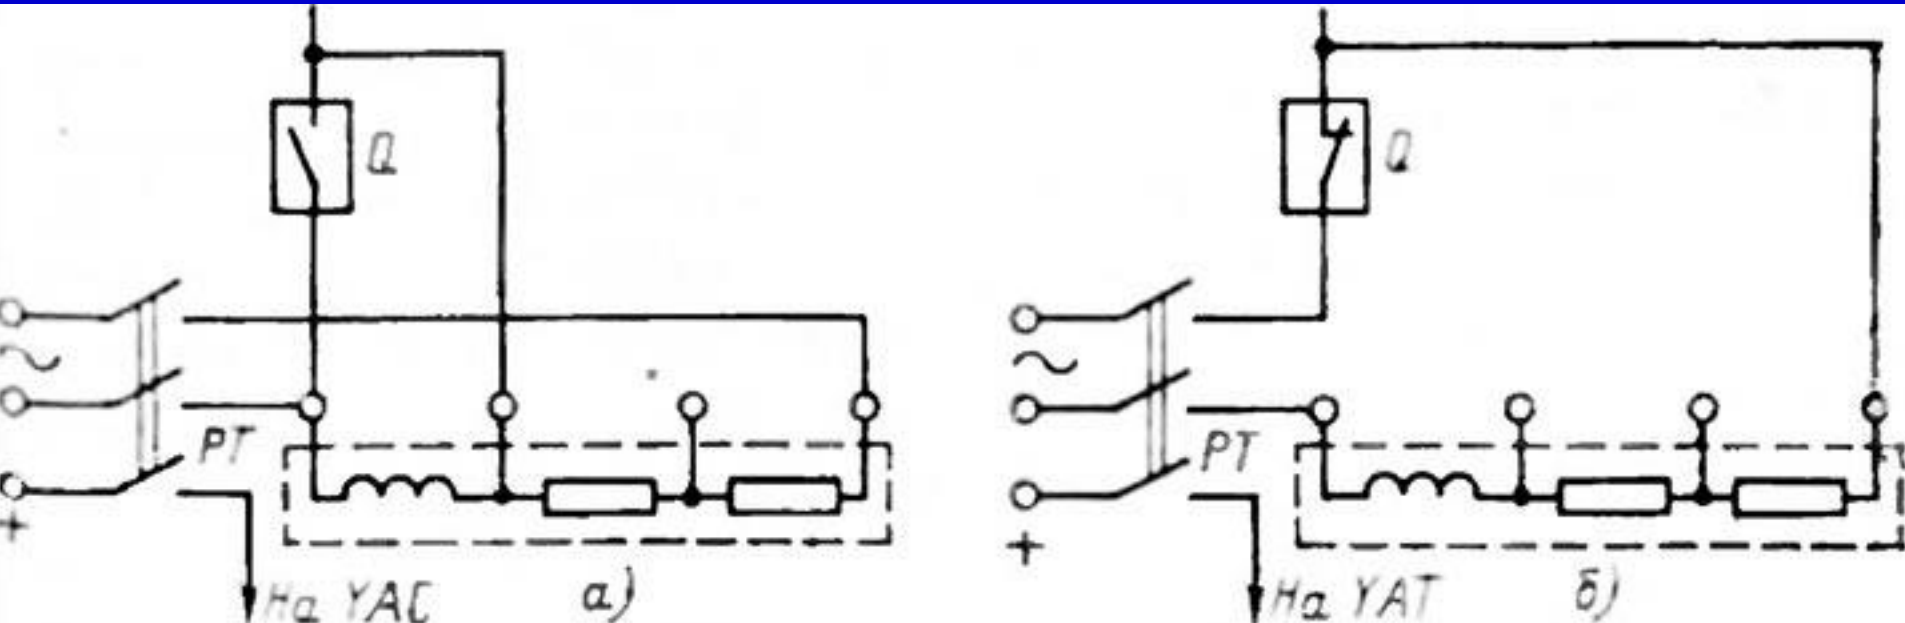 Q
Q
~
~
PT
PT
+
+
На YAC
а)
На YAT
б)